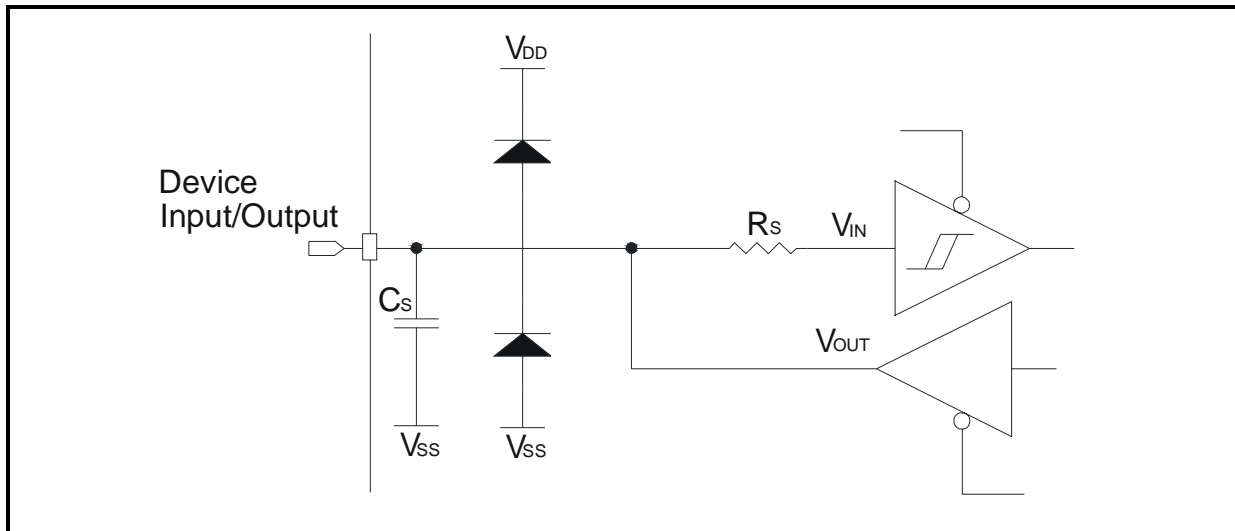 VDD
Device
Input/Output
RS
VIN
CS
VOUT
VSS
VSS